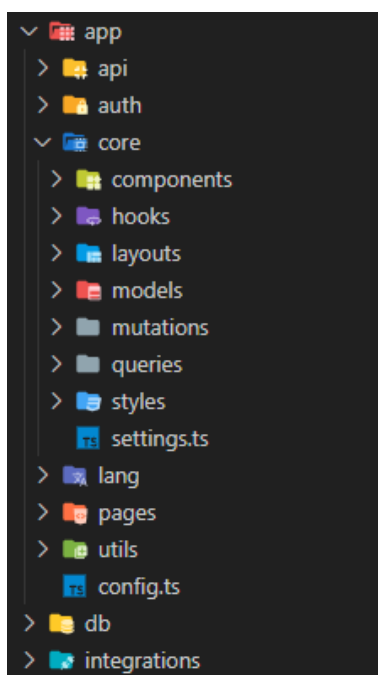 app
api
auth
core
components
hooks
layouts
models
mutations
queries
styles
TS settings.ts
lang
pages
utils
TS config.ts
db
integrations